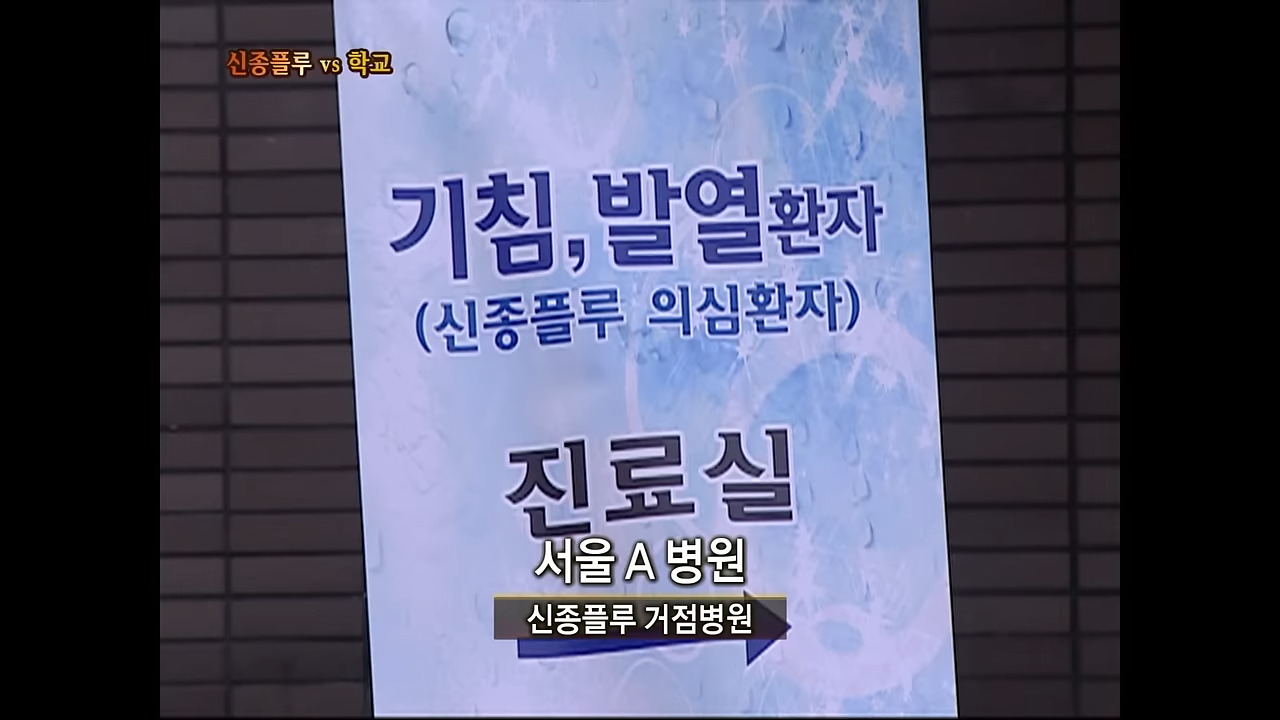 신종플루 vs 학교
기침, 발열환자
(신종플루 의심환자)
진료실
서울 A 병원
신종플루 거점병원